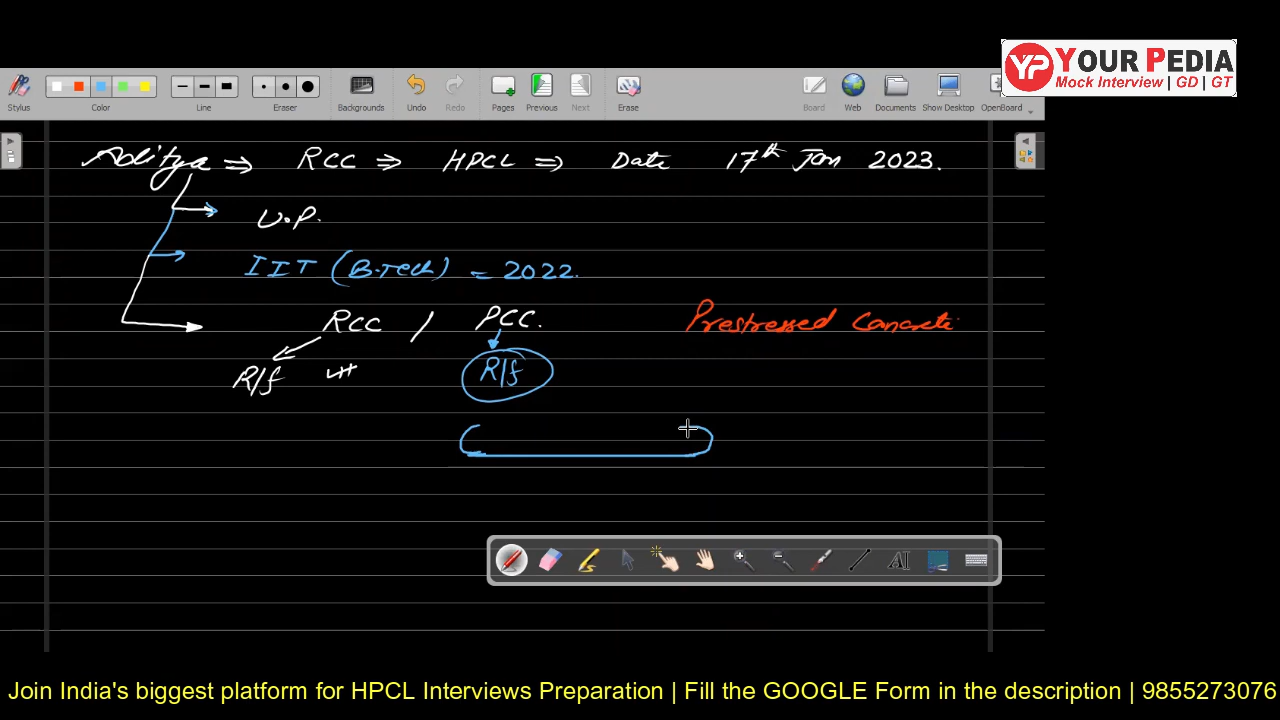 YP YOUR PEDIA
Mock Interview | GD | GT
Stylus Color Line Eraser Backgrounds Undo Redo Pages Previous Next Erase Board Web Documents Show Desktop OpenBoard
Aditya ⇒ RCC ⇒ HPCL ⇒ Date 17th Jan 2023.
U.P.
IIT (B.Tech) = 2022.
RCC / PCC. Prestressed Concrete
R/f R/f
AI
Join India's biggest platform for HPCL Interviews Preparation | Fill the GOOGLE Form in the description | 9855273076